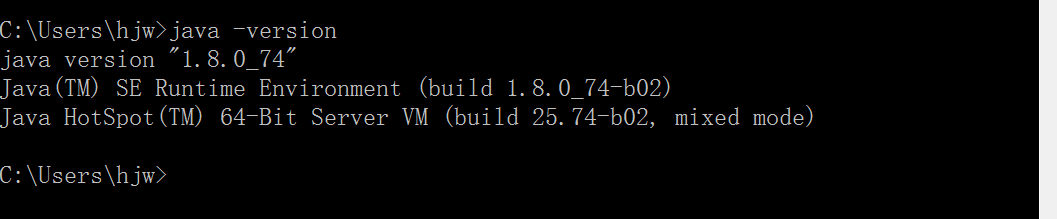 C:\Users\hjw>java -version
java version "1.8.0_74"
Java(TM) SE Runtime Environment (build 1.8.0_74-b02)
Java HotSpot(TM) 64-Bit Server VM (build 25.74-b02, mixed mode)
C:\Users\hjw>